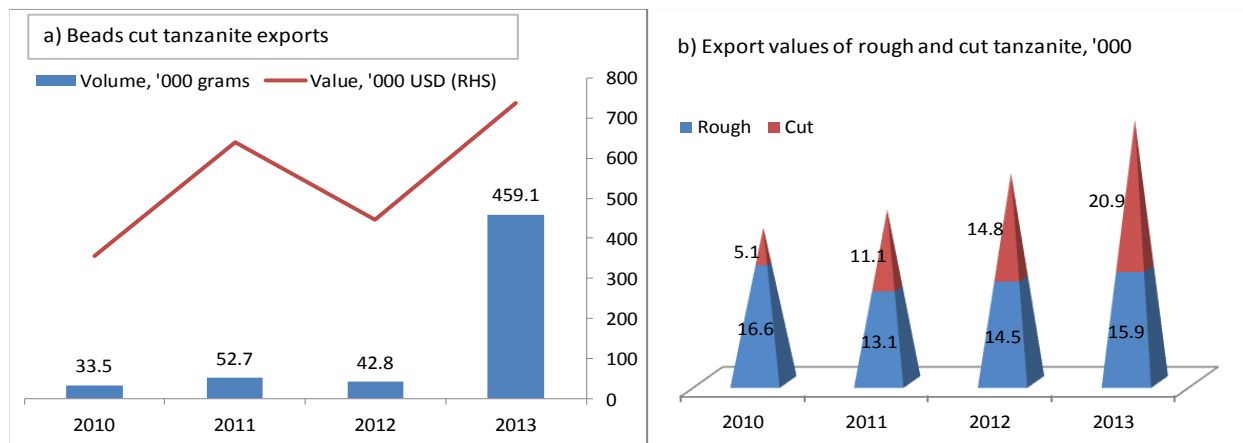 a) Beads cut tanzanite exports
Volume, '000 grams Value, '000 USD (RHS)
800
700
600
500
400
300
200
100
0
33.5 52.7 42.8 459.1
2010 2011 2012 2013
b) Export values of rough and cut tanzanite, '000
Rough Cut
5.1 11.1 14.8 20.9
16.6 13.1 14.5 15.9
2010 2011 2012 2013